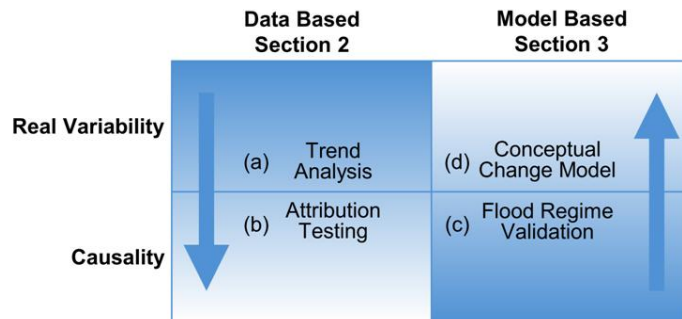 Data Based
Section 2
Model Based
Section 3
Real Variability
(a) Trend
Analysis
(d) Conceptual
Change Model
(b) Attribution
Testing
(c) Flood Regime
Validation
Causality